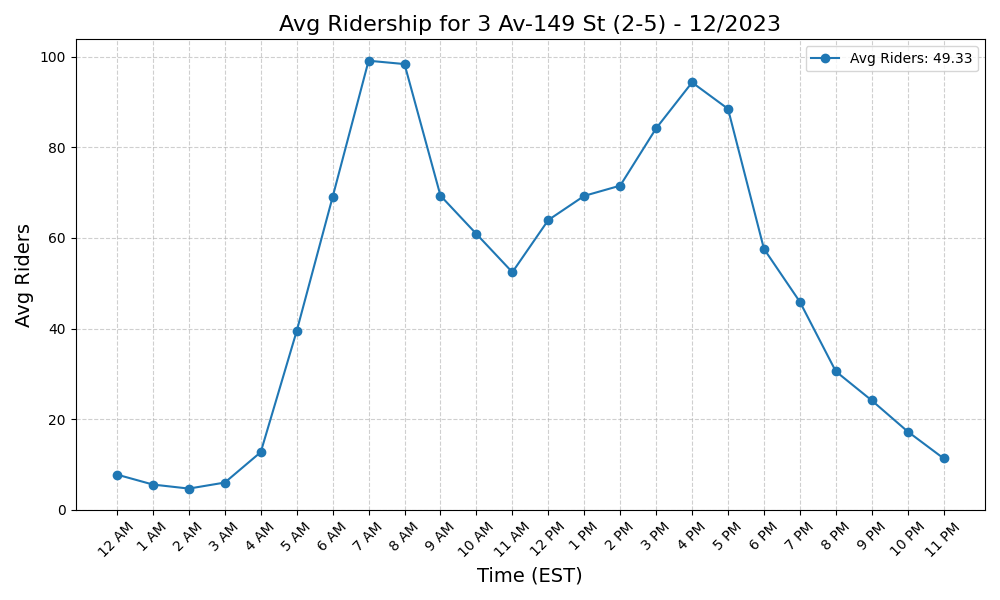 Avg Ridership for 3 Av-149 St (2-5) - 12/2023
Avg Riders: 49.33
Avg Riders
100
80
60
40
20
0
12 AM
1 AM
2 AM
3 AM
4 AM
5 AM
6 AM
7 AM
8 AM
9 AM
10 AM
11 AM
12 PM
1 PM
2 PM
3 PM
4 PM
5 PM
6 PM
7 PM
8 PM
9 PM
10 PM
11 PM
Time (EST)